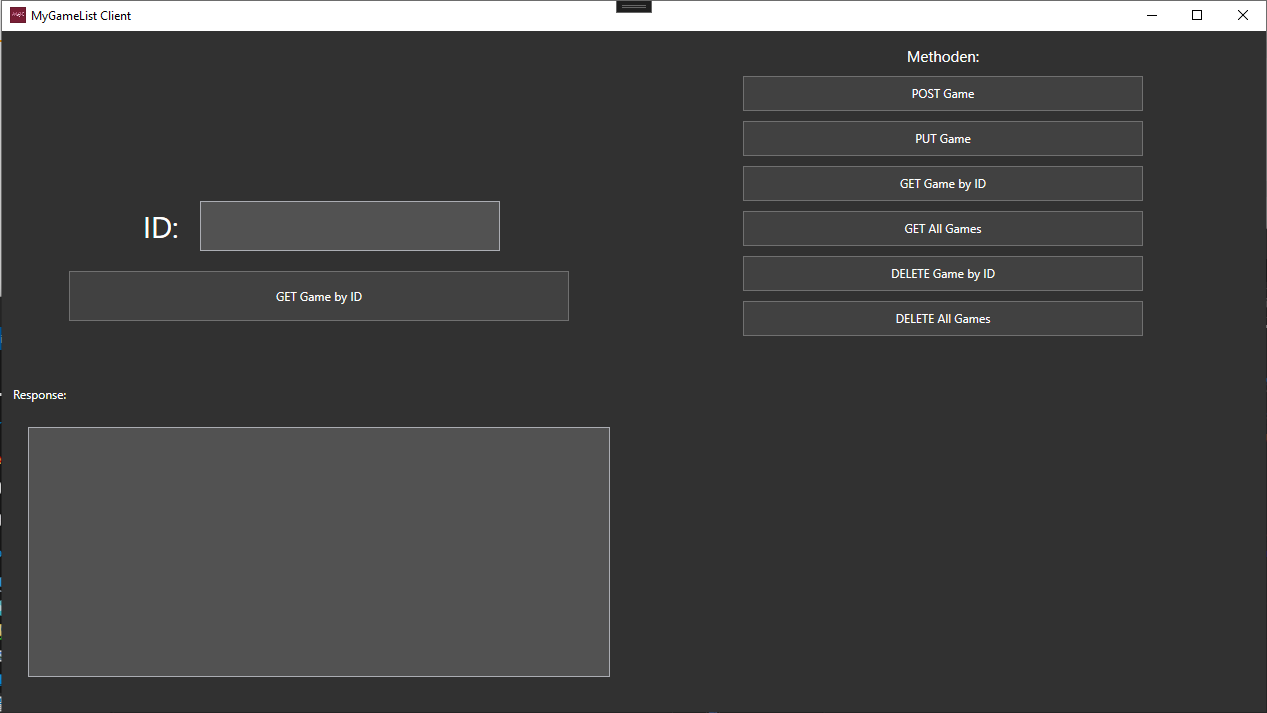 MyGameList Client
Methoden:
POST Game
PUT Game
GET Game by ID
GET All Games
DELETE Game by ID
DELETE All Games
ID:
GET Game by ID
Response: